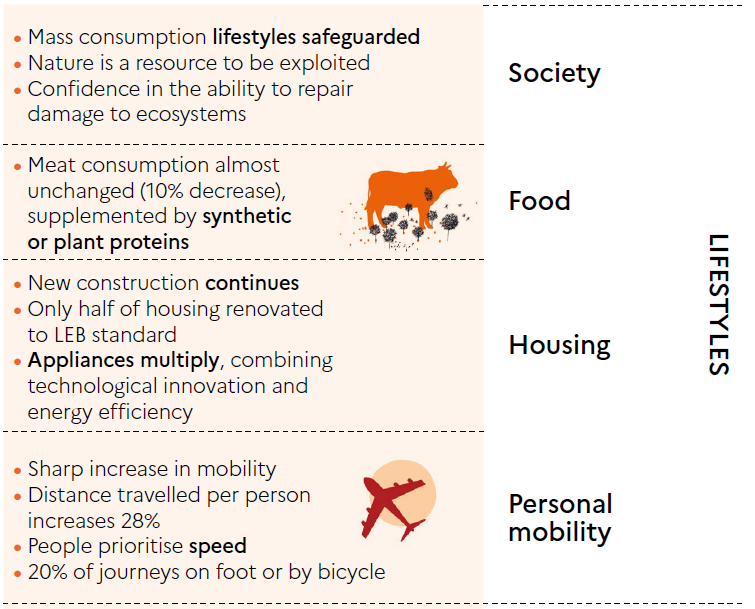 • Mass consumption lifestyles safeguarded
• Nature is a resource to be exploited
• Confidence in the ability to repair
damage to ecosystems
Society
• Meat consumption almost
unchanged (10% decrease),
supplemented by synthetic
or plant proteins
Food
• New construction continues
• Only half of housing renovated
to LEB standard
• Appliances multiply, combining
technological innovation and
energy efficiency
Housing
• Sharp increase in mobility
• Distance travelled per person
increases 28%
• People prioritise speed
• 20% of journeys on foot or by bicycle
Personal
mobility
LIFESTYLES